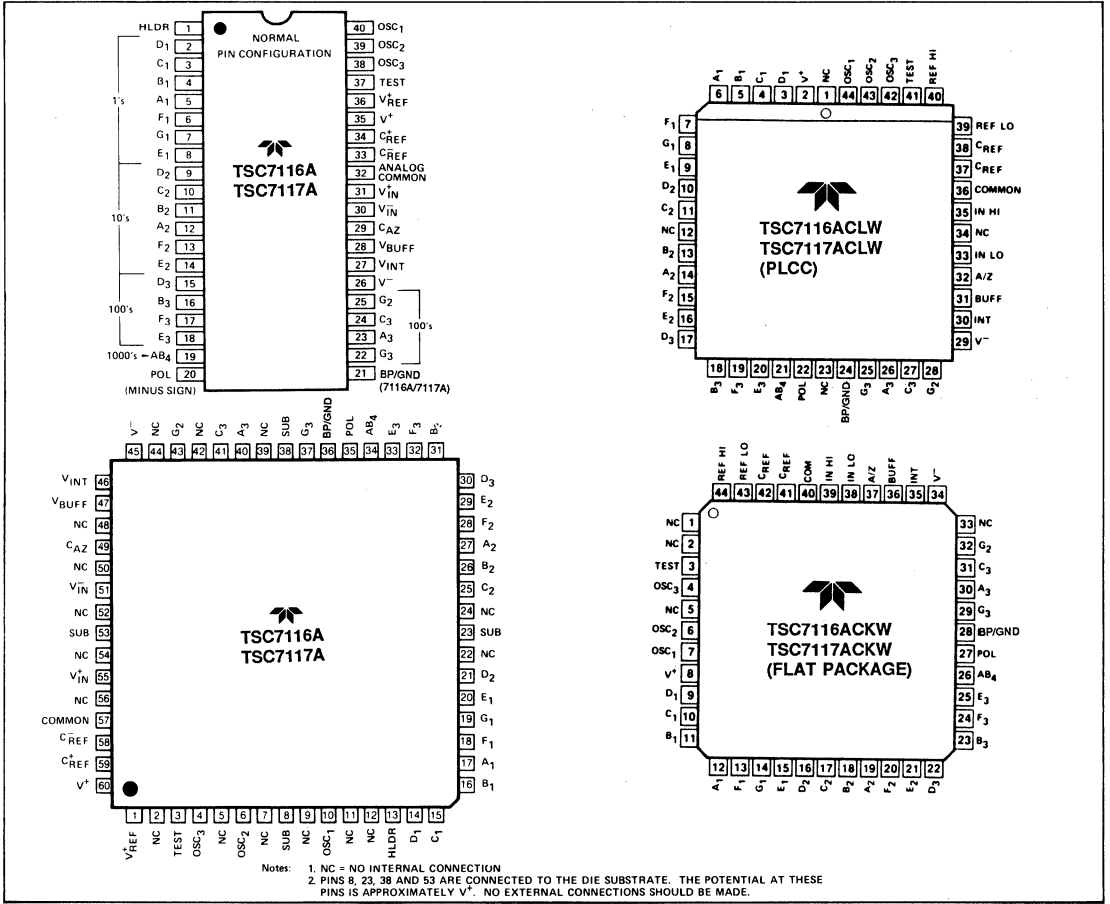 NORMAL
PIN CONFIGURATION
HLDR 1
D1 2
C1 3
B1 4
A1 5
F1 6
G1 7
E1 8
D2 9
C2 10
B2 11
A2 12
F2 13
E2 14
D3 15
B3 16
F3 17
E3 18
1000's AB4 19
POL 20
(MINUS SIGN)
1's
10's
100's
TSC7116A
TSC7117A
40 OSC1
39 OSC2
38 OSC3
37 TEST
36 V+REF
35 V+
34 C+REF
33 C-REF
32 ANALOG COMMON
31 V+IN
30 V-IN
29 CAZ
28 VBUFF
27 VINT
26 V-
25 G2
24 C3
23 A3
22 G3
21 BP/GND
(7116A/7117A)
100's
A1 B1 C1 D1 V+ NC OSC1 OSC2 OSC3 TEST REF HI
6 5 4 3 2 1 44 43 42 41 40
F1 7
G1 8
E1 9
D2 10
C2 11
NC 12
B2 13
A2 14
F2 15
E2 16
D3 17
TSC7116ACLW
TSC7117ACLW
(PLCC)
39 REF LO
38 CREF
37 CREF
36 COMMON
35 IN HI
34 NC
33 IN LO
32 A/Z
31 BUFF
30 INT
29 V-
18 19 20 21 22 23 24 25 26 27 28
B3 F3 E3 AB4 POL NC BP/GND G3 A3 C3 G2
V- NC G2 NC C3 A3 NC SUB G3 BP/GND POL AB4 E3 F3
45 44 43 42 41 40 39 38 37 36 35 34 33 32 31
VINT 46
VBUFF 47
NC 48
CAZ 49
NC 50
V-IN 51
NC 52
SUB 53
NC 54
V+IN 55
NC 56
COMMON 57
C-REF 58
C+REF 59
V+ 60
TSC7116A
TSC7117A
30 D3
29 E2
28 F2
27 A2
26 B2
25 C2
24 NC
23 SUB
22 NC
21 D2
20 E1
19 G1
18 F1
17 A1
16 B1
1 2 3 4 5 6 7 8 9 10 11 12 13 14 15
V+REF NC TEST OSC3 NC OSC2 NC SUB NC OSC1 NC NC HLDR D1 C1
REF HI REF LO CREF CREF COM IN HI IN LO A/Z BUFF INT V-
44 43 42 41 40 39 38 37 36 35 34
NC 1
NC 2
TEST 3
OSC3 4
NC 5
OSC2 6
OSC1 7
V+ 8
D1 9
C1 10
B1 11
TSC7116ACKW
TSC7117ACKW
(FLAT PACKAGE)
33 NC
32 G2
31 C3
30 A3
29 G3
28 BP/GND
27 POL
26 AB4
25 E3
24 F3
23 B3
12 13 14 15 16 17 18 19 20 21 22
A1 F1 G1 E1 D2 C2 B2 A2 F2 E2 D3
Notes: 1. NC = NO INTERNAL CONNECTION
2. PINS 8, 23, 38 AND 53 ARE CONNECTED TO THE DIE SUBSTRATE. THE POTENTIAL AT THESE
PINS IS APPROXIMATELY V+. NO EXTERNAL CONNECTIONS SHOULD BE MADE.